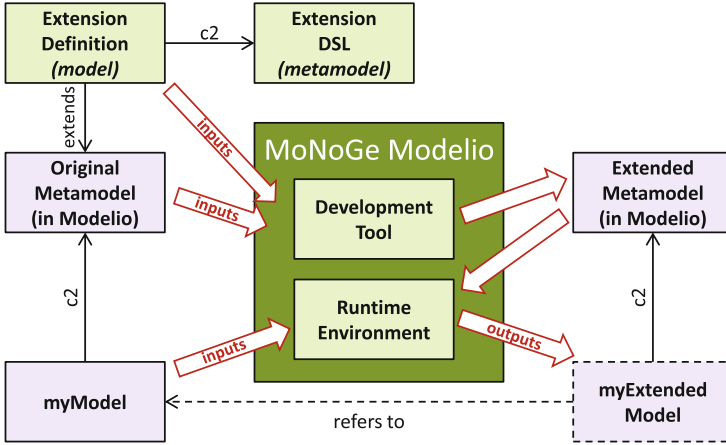 Extension
Definition
(model)
c2
Extension
DSL
(metamodel)
extends
inputs
MoNoGe Modelio
Original
Metamodel
(in Modelio)
inputs
Development
Tool
Extended
Metamodel
(in Modelio)
c2
Runtime
Environment
c2
inputs
outputs
myModel
myExtended
Model
refers to